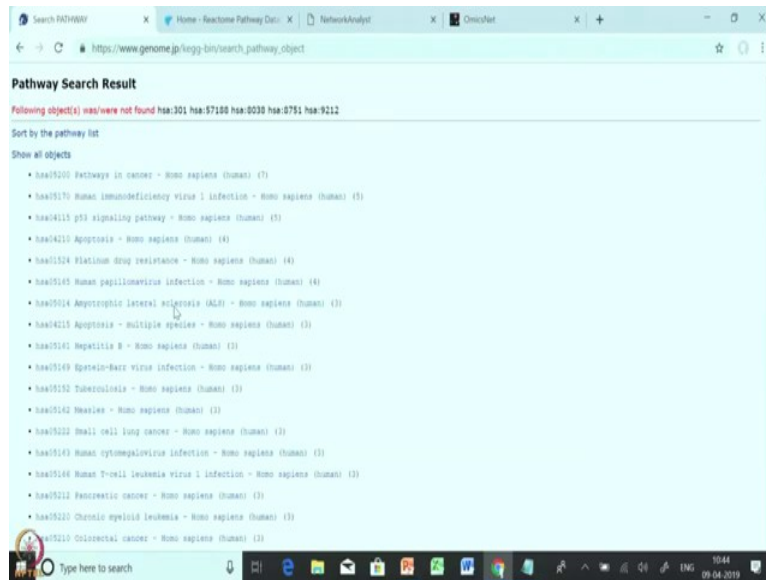 Search PATHWAY
Home - Reactome Pathway Data
NetworkAnalyst
OmicsNet
https://www.genome.jp/kegg-bin/search_pathway_object
Pathway Search Result
Following object(s) was/were not found hsa:301 hsa:57188 hsa:8038 hsa:8751 hsa:9212
Sort by the pathway list
Show all objects
hsa05200 Pathways in cancer - Homo sapiens (human) (7)
hsa05170 Human immunodeficiency virus 1 infection - Homo sapiens (human) (5)
hsa04115 p53 signaling pathway - Homo sapiens (human) (5)
hsa04210 Apoptosis - Homo sapiens (human) (4)
hsa01524 Platinum drug resistance - Homo sapiens (human) (4)
hsa05165 Human papillomavirus infection - Homo sapiens (human) (4)
hsa05014 Amyotrophic lateral sclerosis (ALS) - Homo sapiens (human) (3)
hsa04215 Apoptosis - multiple species - Homo sapiens (human) (3)
hsa05161 Hepatitis B - Homo sapiens (human) (3)
hsa05169 Epstein-Barr virus infection - Homo sapiens (human) (3)
hsa05152 Tuberculosis - Homo sapiens (human) (3)
hsa05162 Measles - Homo sapiens (human) (3)
hsa05222 Small cell lung cancer - Homo sapiens (human) (3)
hsa05163 Human cytomegalovirus infection - Homo sapiens (human) (3)
hsa05166 Human T-cell leukemia virus 1 infection - Homo sapiens (human) (3)
hsa05212 Pancreatic cancer - Homo sapiens (human) (3)
hsa05220 Chronic myeloid leukemia - Homo sapiens (human) (3)
hsa05210 Colorectal cancer - Homo sapiens (human) (3)
NPTEL
Type here to search
ENG
10:44
09-04-2019